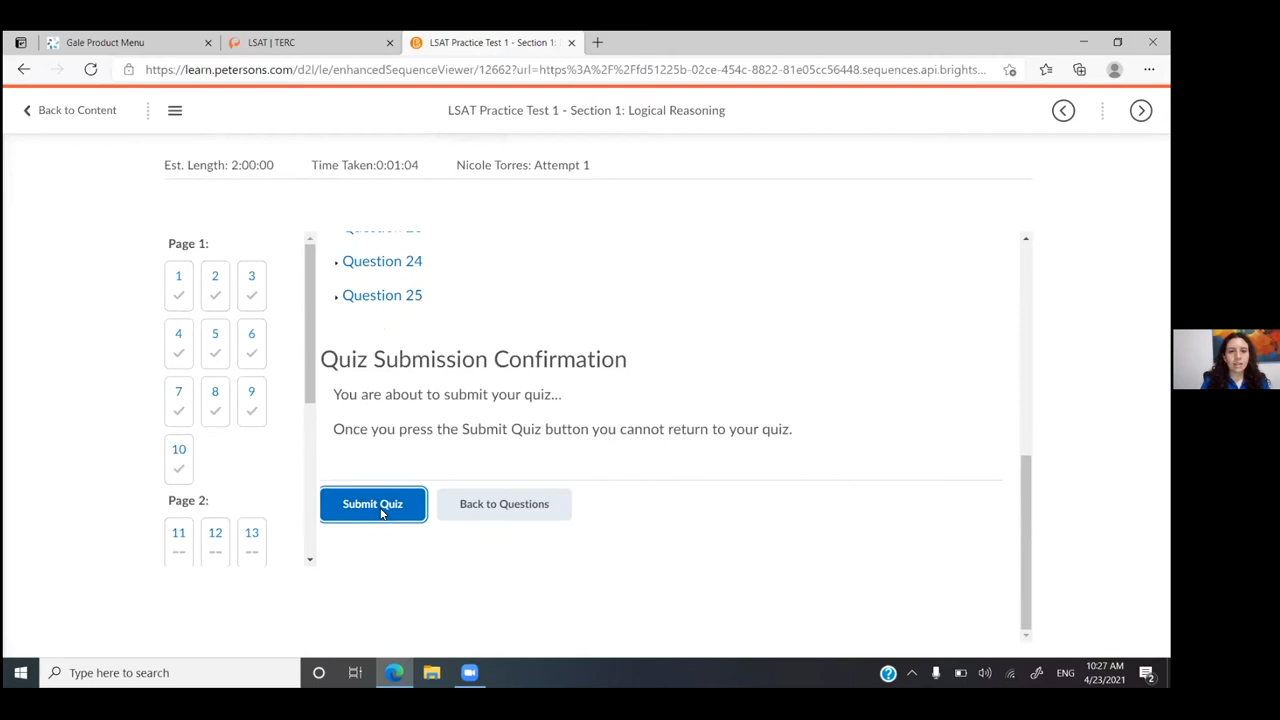 Gale Product Menu
LSAT | TERC
LSAT Practice Test 1 - Section 1:
https://learn.petersons.com/d2l/le/enhancedSequenceViewer/12662?url=https%3A%2F%2Ffd51225b-02ce-454c-8822-81e05cc56448.sequences.api.brights...
Back to Content
LSAT Practice Test 1 - Section 1: Logical Reasoning
Est. Length: 2:00:00 Time Taken:0:01:04 Nicole Torres: Attempt 1
Page 1:
1 2 3
4 5 6
7 8 9
10
Page 2:
11 12 13
-- -- --
Question 24
Question 25
Quiz Submission Confirmation
You are about to submit your quiz...
Once you press the Submit Quiz button you cannot return to your quiz.
Submit Quiz Back to Questions
Type here to search
ENG
10:27 AM
4/23/2021
2